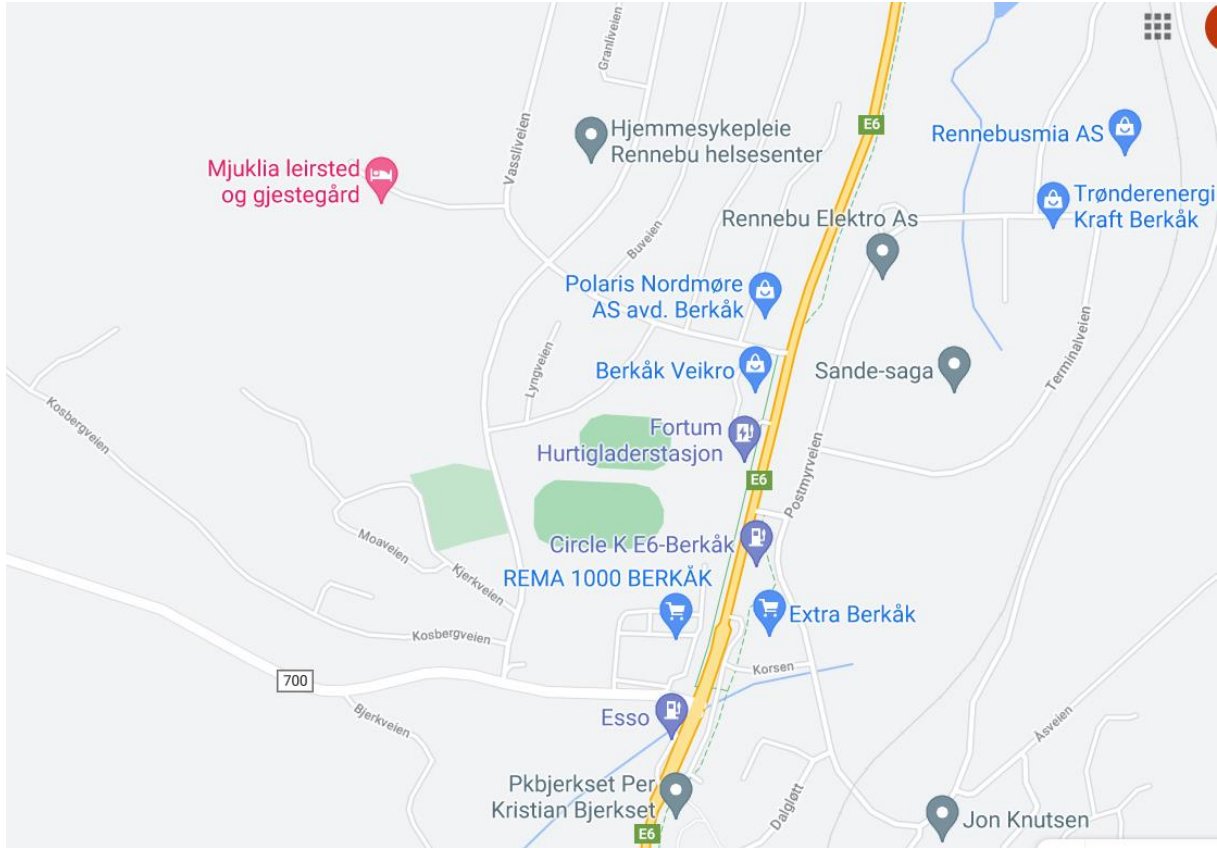 Granliveien
Vassliveien
Hjemmesykepleie
Rennebu helsesenter
E6
Rennebusmia AS
Mjuklia leirsted
og gjestegård
Trønderenergi
Kraft Berkåk
Rennebu Elektro As
Buveien
Polaris Nordmøre
AS avd. Berkåk
Berkåk Veikro
Sande-saga
Terminalveien
Lyngveien
Kosbergveien
Fortum
Hurtigladerstasjon
E6
Postmyrveien
Moaveien
Circle K E6-Berkåk
Kjerkveien
REMA 1000 BERKÅK
Extra Berkåk
Kosbergveien
Korsen
700
Bjerkveien
Esso
Åsveien
Pkbjerkset Per
Kristian Bjerkset
Dalgløtt
Jon Knutsen
E6